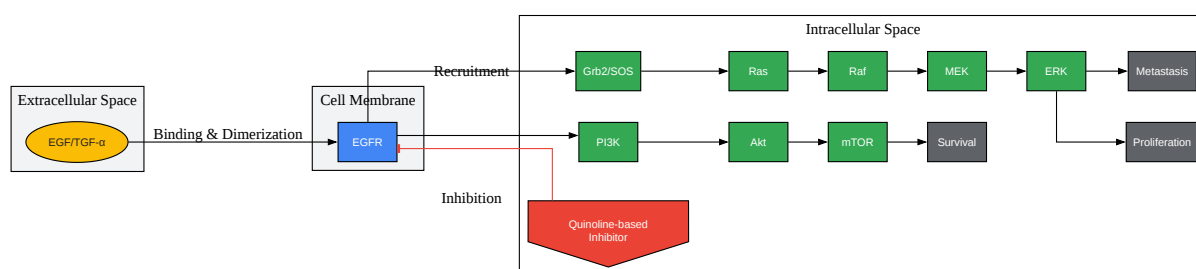 Intracellular Space
Recruitment
Grb2/SOS
Ras
Raf
MEK
ERK
Metastasis
Extracellular Space
Cell Membrane
EGF/TGF-α
Binding & Dimerization
EGFR
PI3K
Akt
mTOR
Survival
Proliferation
Inhibition
Quinoline-based
Inhibitor